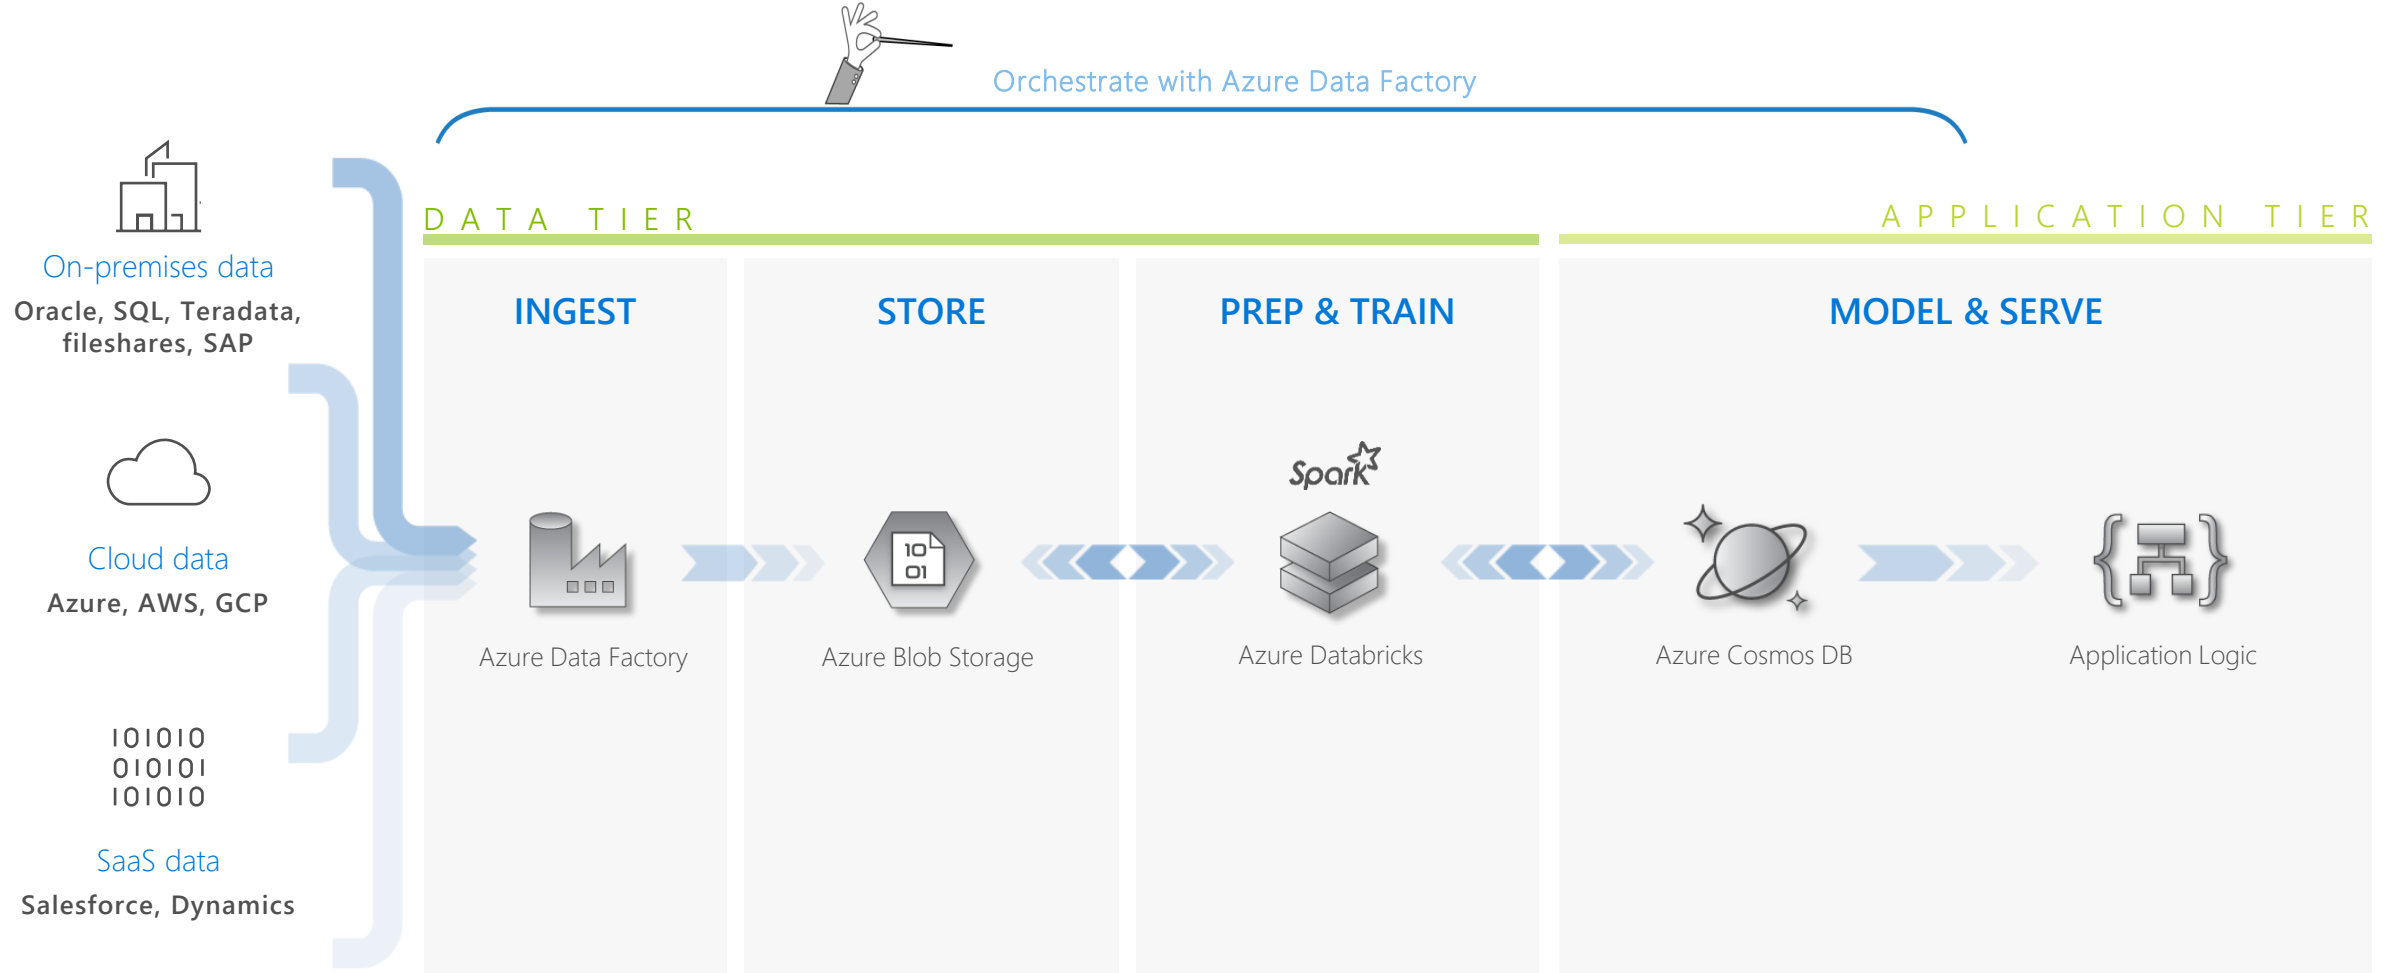 Orchestrate with Azure Data Factory
DATA TIER
APPLICATION TIER
On-premises data
Oracle, SQL, Teradata,
fileshares, SAP
Cloud data
Azure, AWS, GCP
101010
010101
101010
SaaS data
Salesforce, Dynamics
INGEST
Azure Data Factory
STORE
10
01
Azure Blob Storage
PREP & TRAIN
Spark
Azure Databricks
MODEL & SERVE
Azure Cosmos DB
Application Logic